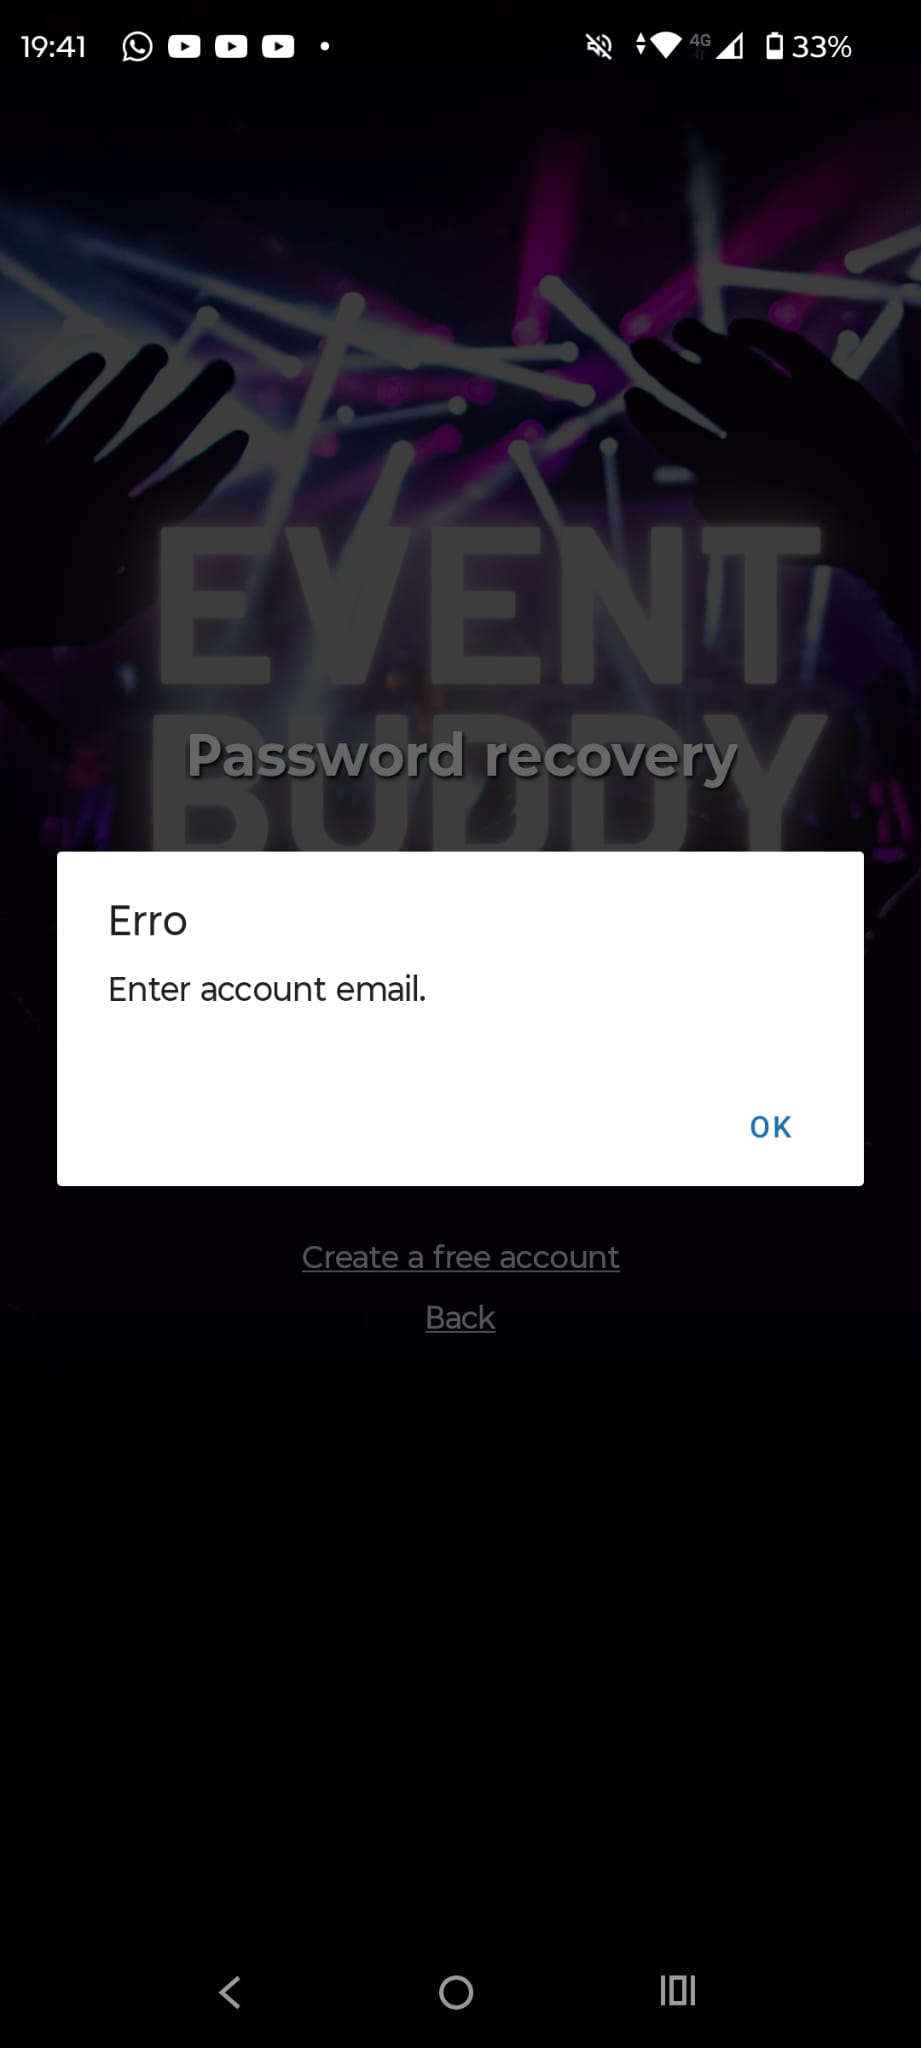 19:41
4G
33%
EVENT
BUDDY
Password recovery
Erro
Enter account email.
OK
Create a free account
Back